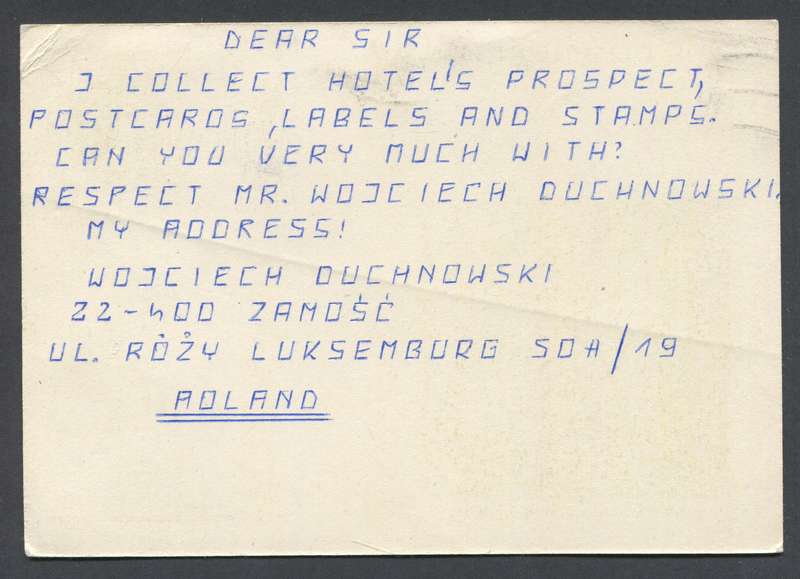 DEAR SIR
I COLLECT HOTEL'S PROSPECT,
POSTCARDS, LABELS AND STAMPS.
CAN YOU VERY MUCH WITH?
RESPECT MR. WOJCIECH DUCHNOWSKI.
MY ADDRESS!
WOJCIECH DUCHNOWSKI
22-400 ZAMOŚĆ
UL. RÓŻY LUKSEMBURG 50A/19
POLAND